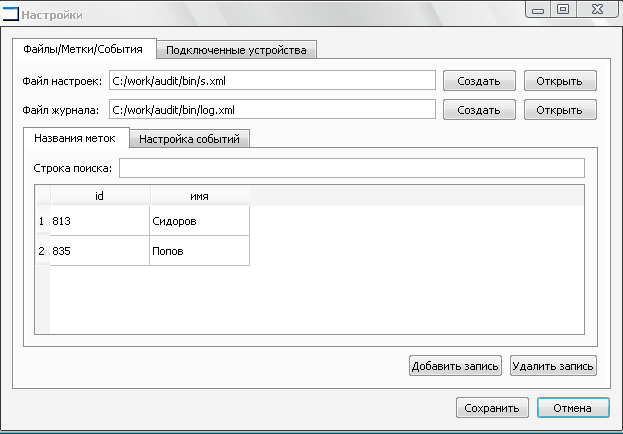 Настройки
Файлы/Метки/События Подключенные устройства
Файл настроек: C:/work/audit/bin/s.xml Создать Открыть
Файл журнала: C:/work/audit/bin/log.xml Создать Открыть
Названия меток Настройка событий
Строка поиска:
id имя
1 813 Сидоров
2 835 Попов
Добавить запись Удалить запись
Сохранить Отмена